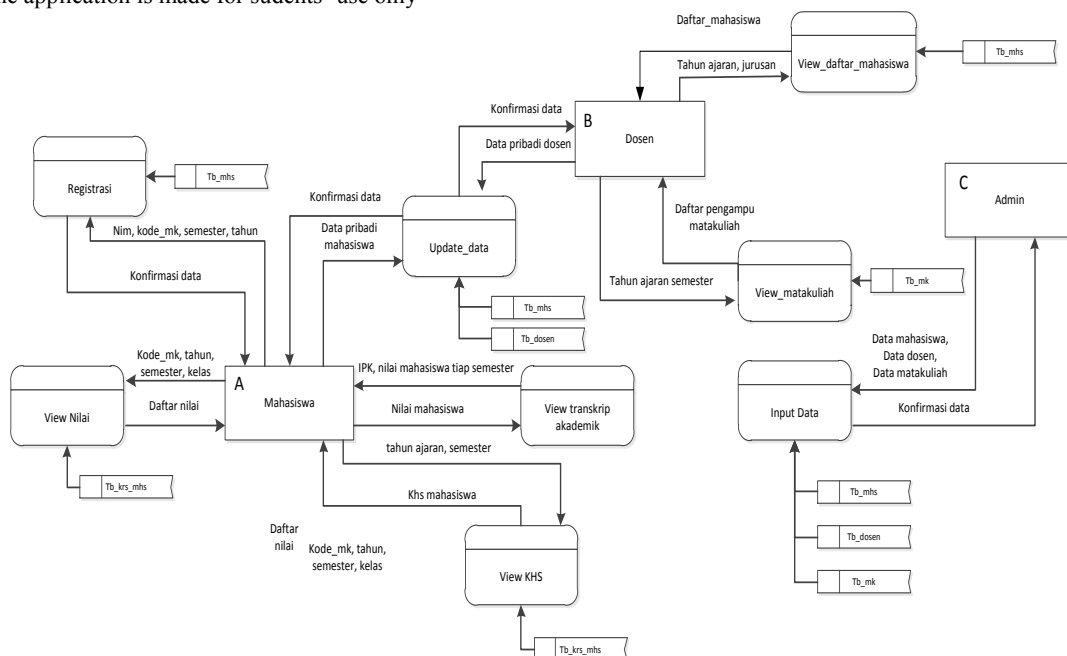 The application is made for sudents' use only
Daftar_mahasiswa
View_daftar_mahasiswa
Tb_mhs
Tahun ajaran, jurusan
B
Dosen
Konfirmasi data
Data pribadi dosen
Registrasi
Tb_mhs
C
Admin
Konfirmasi data
Data pribadi
mahasiswa
Update_data
Daftar pengampu
matakuliah
Nim, kode_mk, semester, tahun
Konfirmasi data
Tahun ajaran semester
View_matakuliah
Tb_mk
Tb_mhs
Tb_dosen
Kode_mk, tahun,
semester, kelas
A
Mahasiswa
IPK, nilai mahasiswa tiap semester
Data mahasiswa,
Data dosen,
Data matakuliah
View Nilai
Daftar nilai
Nilai mahasiswa
View transkrip
akademik
Input Data
Konfirmasi data
tahun ajaran, semester
Tb_krs_mhs
Khs mahasiswa
Tb_mhs
Daftar
nilai
Kode_mk, tahun,
semester, kelas
Tb_dosen
View KHS
Tb_mk
Tb_krs_mhs